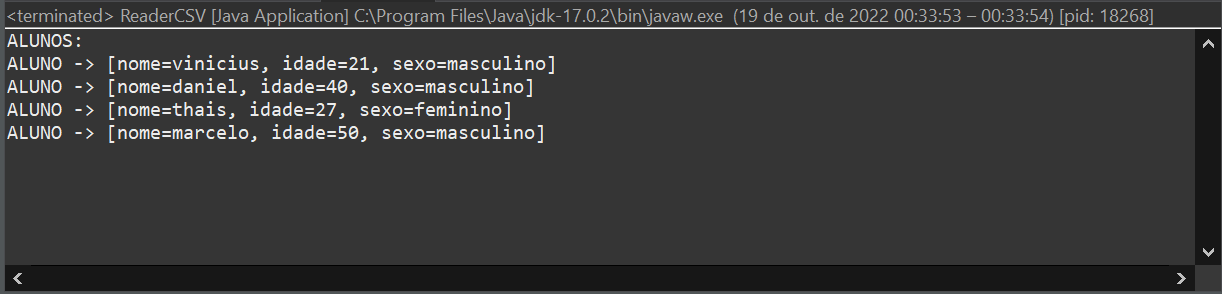 <terminated> ReaderCSV [Java Application] C:\Program Files\Java\jdk-17.0.2\bin\javaw.exe (19 de out. de 2022 00:33:53 – 00:33:54) [pid: 18268]
ALUNOS:
ALUNO -> [nome=vinicius, idade=21, sexo=masculino]
ALUNO -> [nome=daniel, idade=40, sexo=masculino]
ALUNO -> [nome=thais, idade=27, sexo=feminino]
ALUNO -> [nome=marcelo, idade=50, sexo=masculino]